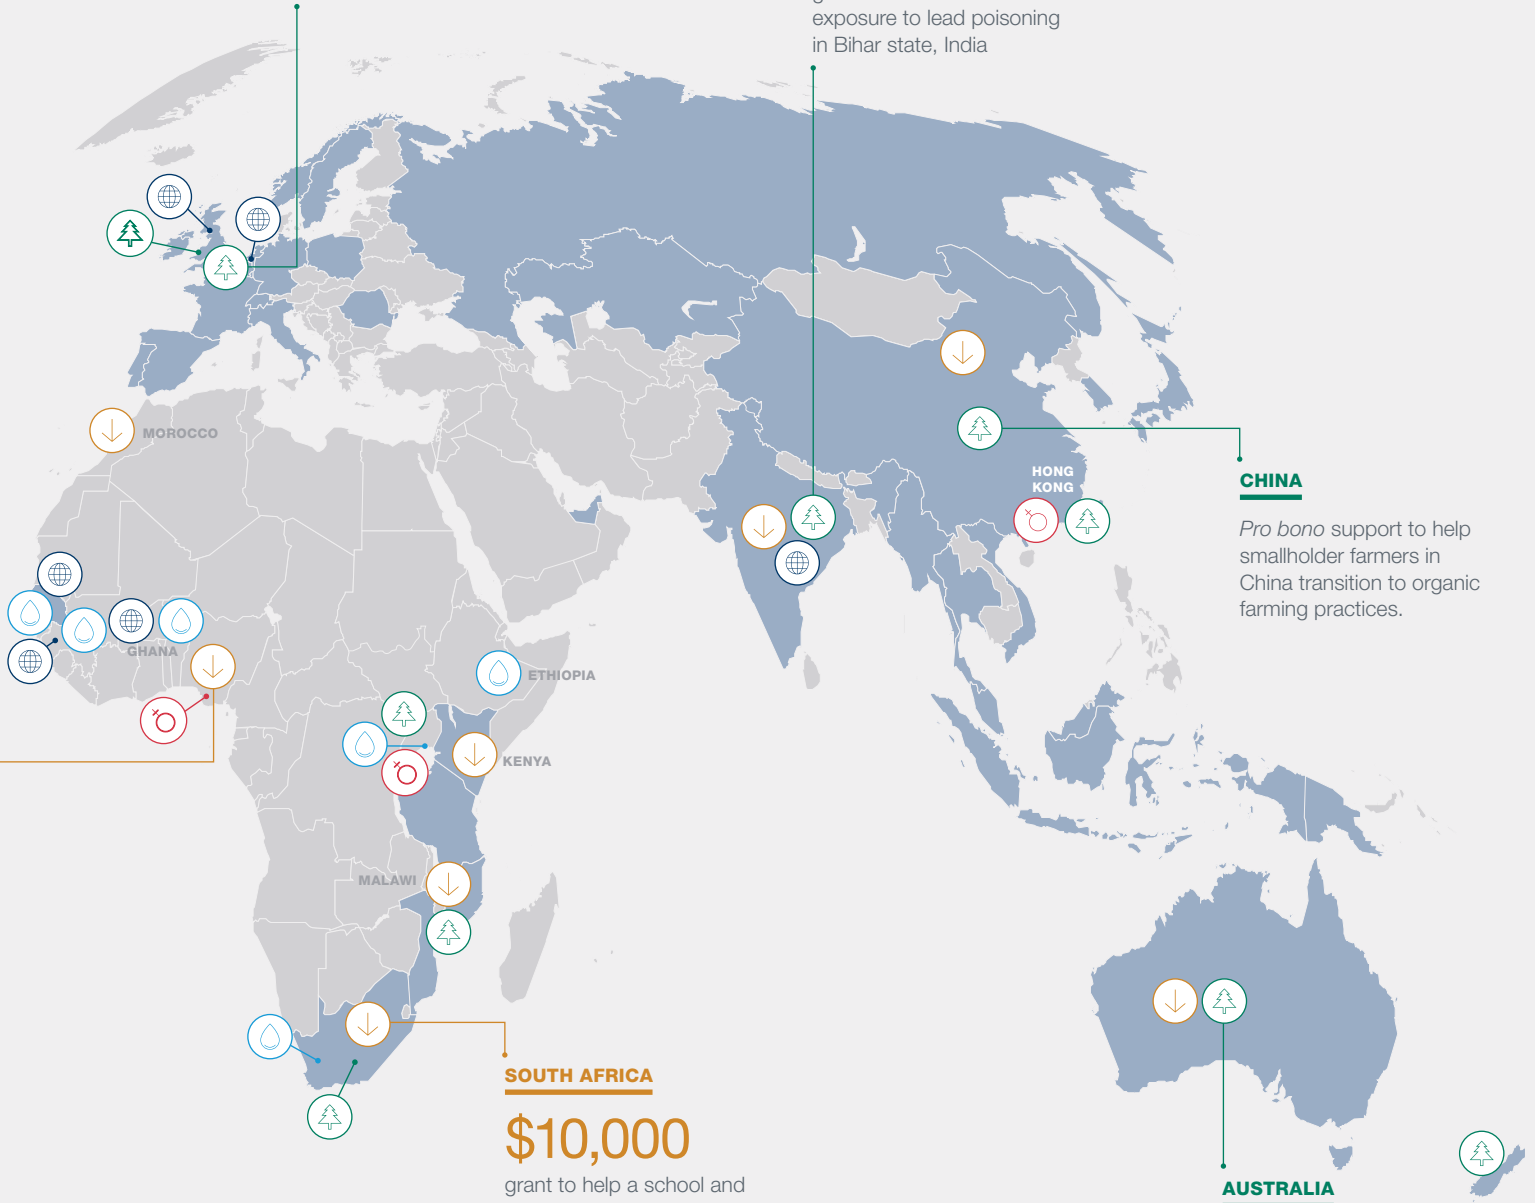 exposure to lead poisoning
in Bihar state, India
MOROCCO
HONG
KONG
CHINA
Pro bono support to help
smallholder farmers in
China transition to organic
farming practices.
GHANA
ETHIOPIA
KENYA
MALAWI
SOUTH AFRICA
$10,000
grant to help a school and
AUSTRALIA